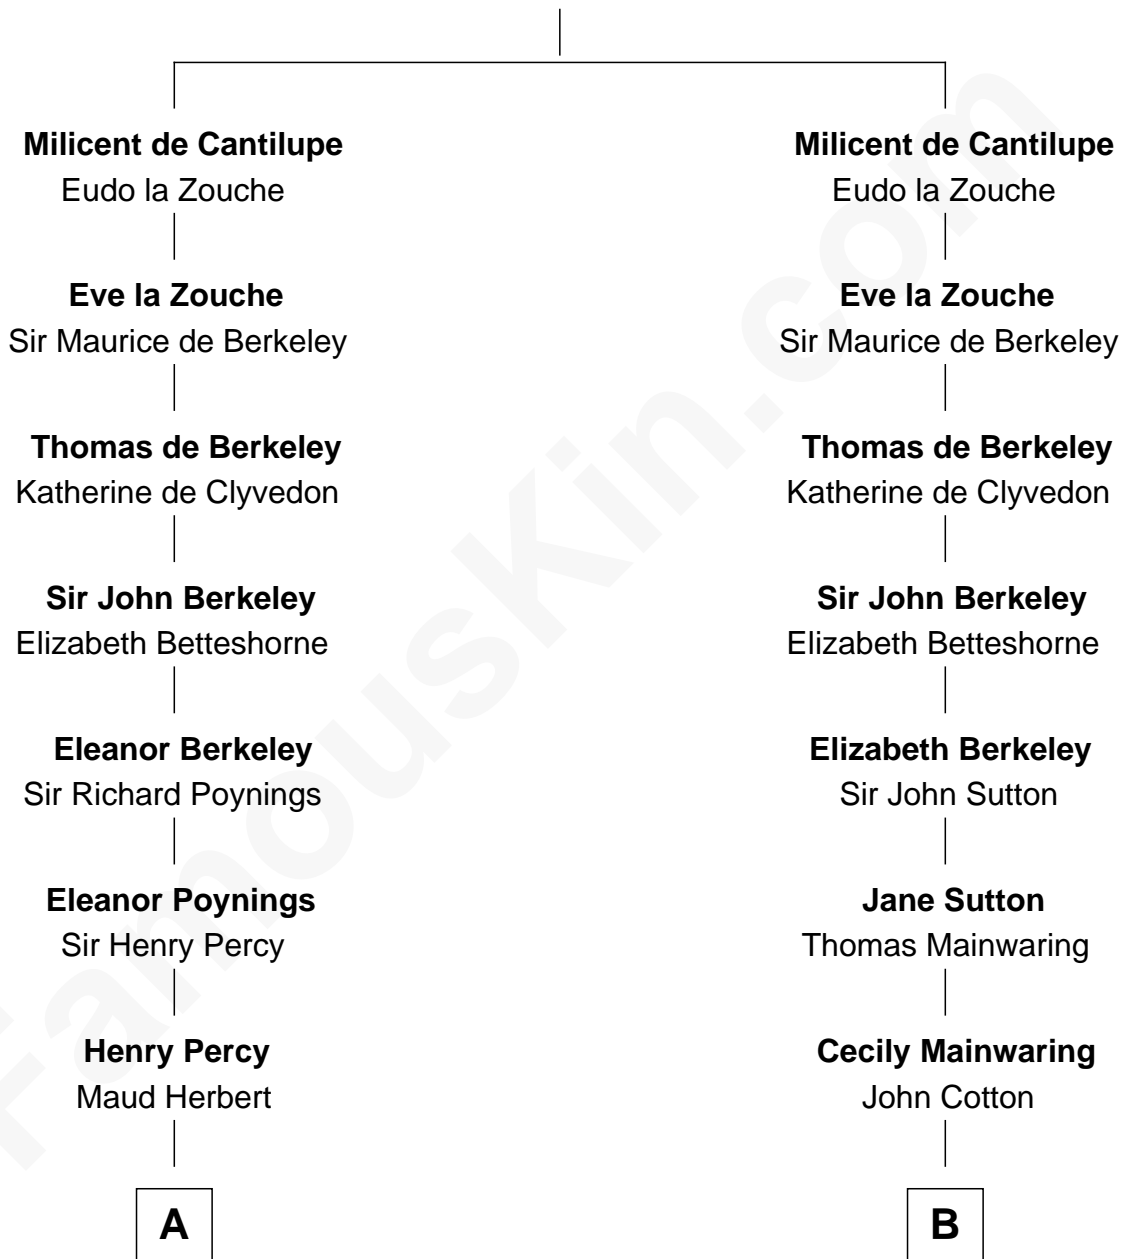 Milicent de Cantilupe
Eudo la Zouche
Eve la Zouche
Sir Maurice de Berkeley
Thomas de Berkeley
Katherine de Clyvedon
Sir John Berkeley
Elizabeth Betteshorne
Eleanor Berkeley
Sir Richard Poynings
Eleanor Poynings
Sir Henry Percy
Henry Percy
Maud Herbert
A
Milicent de Cantilupe
Eudo la Zouche
Eve la Zouche
Sir Maurice de Berkeley
Thomas de Berkeley
Katherine de Clyvedon
Sir John Berkeley
Elizabeth Betteshorne
Elizabeth Berkeley
Sir John Sutton
Jane Sutton
Thomas Mainwaring
Cecily Mainwaring
John Cotton
B
FamousKin.com